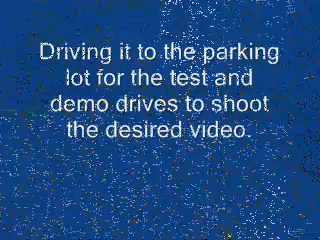 Driving it to the parking
lot for the test and
demo drives to shoot
the desired video.